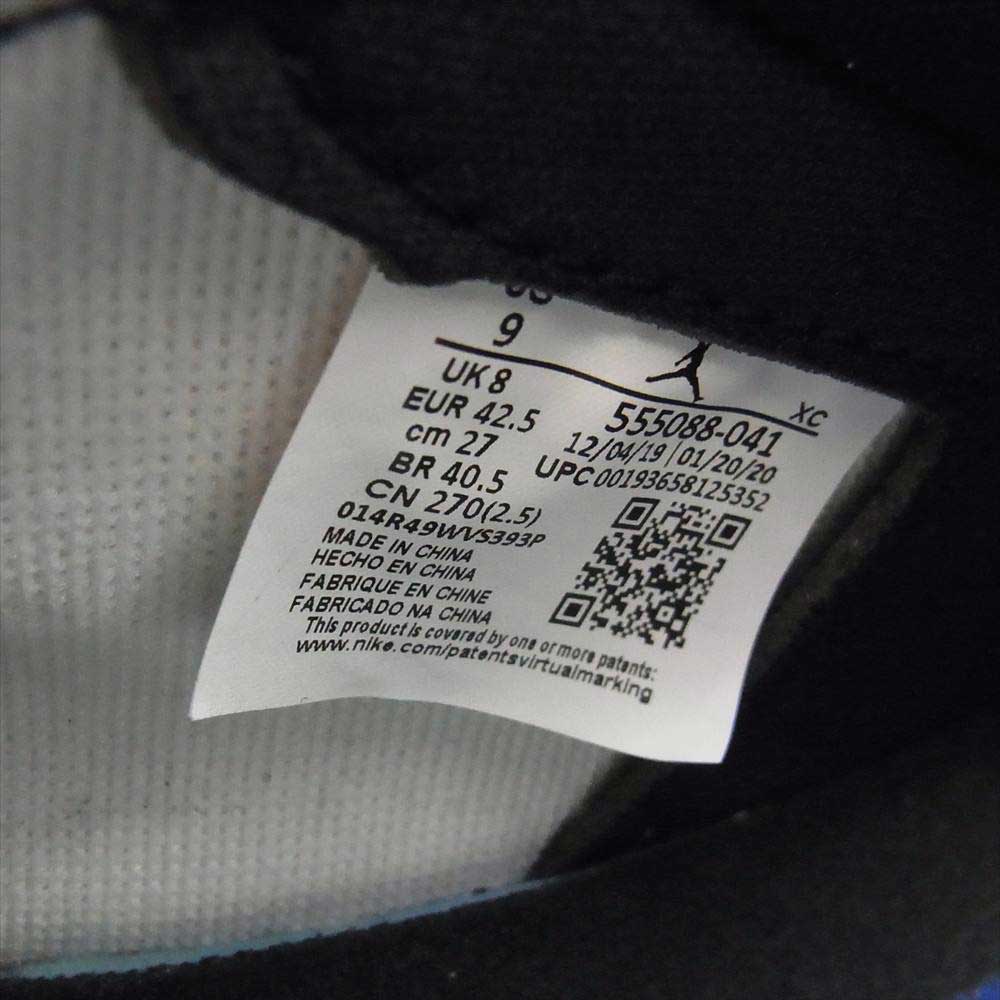 US
9
UK 8
EUR 42.5
cm 27
BR 40.5
CN 270(2.5)
014R49WVS393P
MADE IN CHINA
HECHO EN CHINA
FABRIQUE EN CHINE
FABRICADO NA CHINA
This product is covered by one or more patents:
www.nike.com/patentsvirtualmarking
XC
555088-041
12/04/19 | 01/20/20
UPC 00193658125352